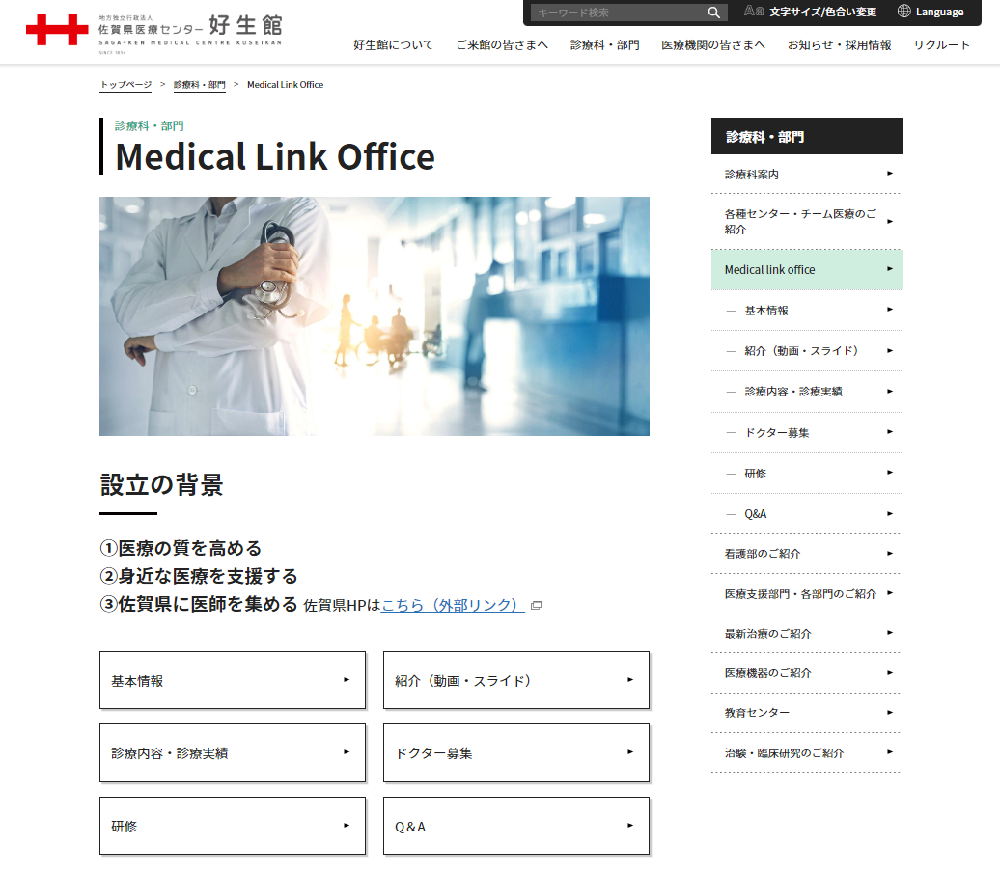 地方独立行政法人
佐賀県医療センター 好生館
SAGA-KEN MEDICAL CENTRE KOSEIKAN
SINCE 1834
キーワード検索
Aa 文字サイズ/色合い変更
Language
好生館について
ご来館の皆さまへ
診療科・部門
医療機関の皆さまへ
お知らせ・採用情報
リクルート
トップページ > 診療科・部門 > Medical Link Office
診療科・部門
Medical Link Office
設立の背景
①医療の質を高める
②身近な医療を支援する
③佐賀県に医師を集める 佐賀県HPはこちら（外部リンク）
基本情報
紹介（動画・スライド）
診療内容・診療実績
ドクター募集
研修
Q＆A
診療科・部門
診療科案内
各種センター・チーム医療のご
紹介
Medical link office
― 基本情報
― 紹介（動画・スライド）
― 診療内容・診療実績
― ドクター募集
― 研修
― Q&A
看護部のご紹介
医療支援部門・各部門のご紹介
最新治療のご紹介
医療機器のご紹介
教育センター
治験・臨床研究のご紹介